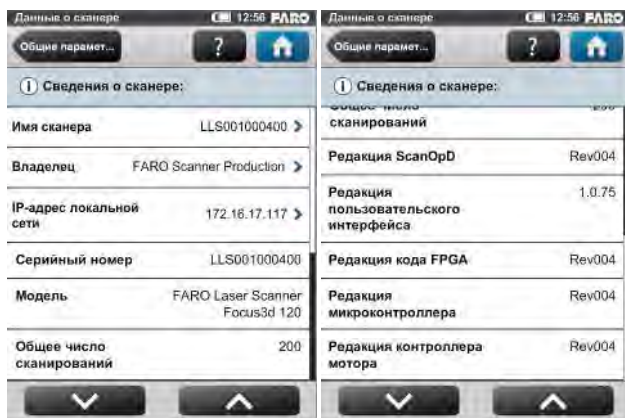 Данные о сканере
12:56 FARO
Общие парамет...
?
Сведения о сканере:
Имя сканера
LLS001000400
Владелец
FARO Scanner Production
IP-адрес локальной
сети
172.16.17.117
Серийный номер
LLS001000400
Модель
FARO Laser Scanner
Focus3d 120
Общее число
сканирований
200
Данные о сканере
12:56 FARO
Общие парамет...
?
Сведения о сканере:
Общее число
сканирований
200
Редакция ScanOpD
Rev004
Редакция
пользовательского
интерфейса
1.0.75
Редакция кода FPGA
Rev004
Редакция
микроконтроллера
Rev004
Редакция контроллера
мотора
Rev004